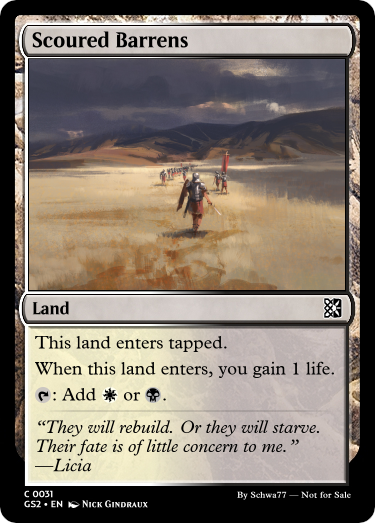 Scoured Barrens
Land
This land enters tapped.
When this land enters, you gain 1 life.
: Add or .
“They will rebuild. Or they will starve.
Their fate is of little concern to me.”
—Licia
C 0031
GS2 • EN Nick Gindraux
By Schwa77 — Not for Sale